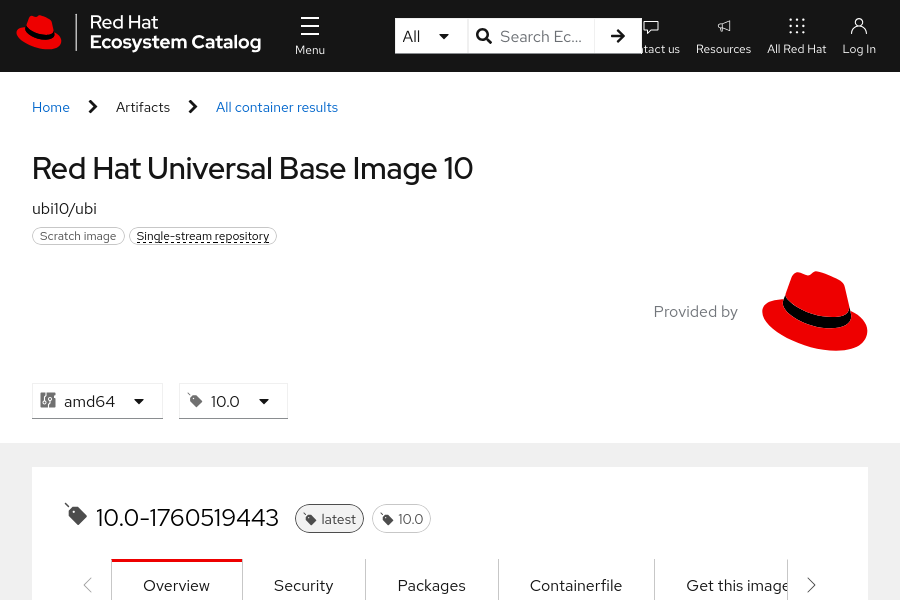 Red Hat
Ecosystem Catalog
Menu
All
Search Ec...
tact us
Resources
All Red Hat
Log In
Home
Artifacts
All container results
Red Hat Universal Base Image 10
ubi10/ubi
Scratch image
Single-stream repository
Provided by
amd64
10.0
10.0-1760519443
latest
10.0
Overview
Security
Packages
Containerfile
Get this image